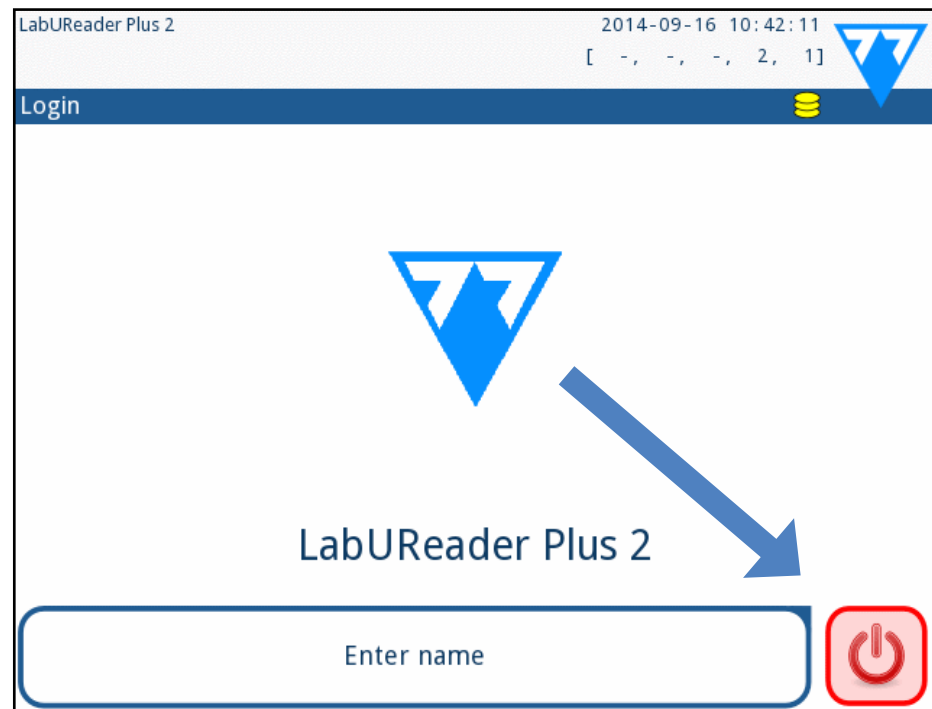 LabUReader Plus 2
2014-09-16 10:42:11
[ -, -, -, 2, 1]
Login
LabUReader Plus 2
Enter name